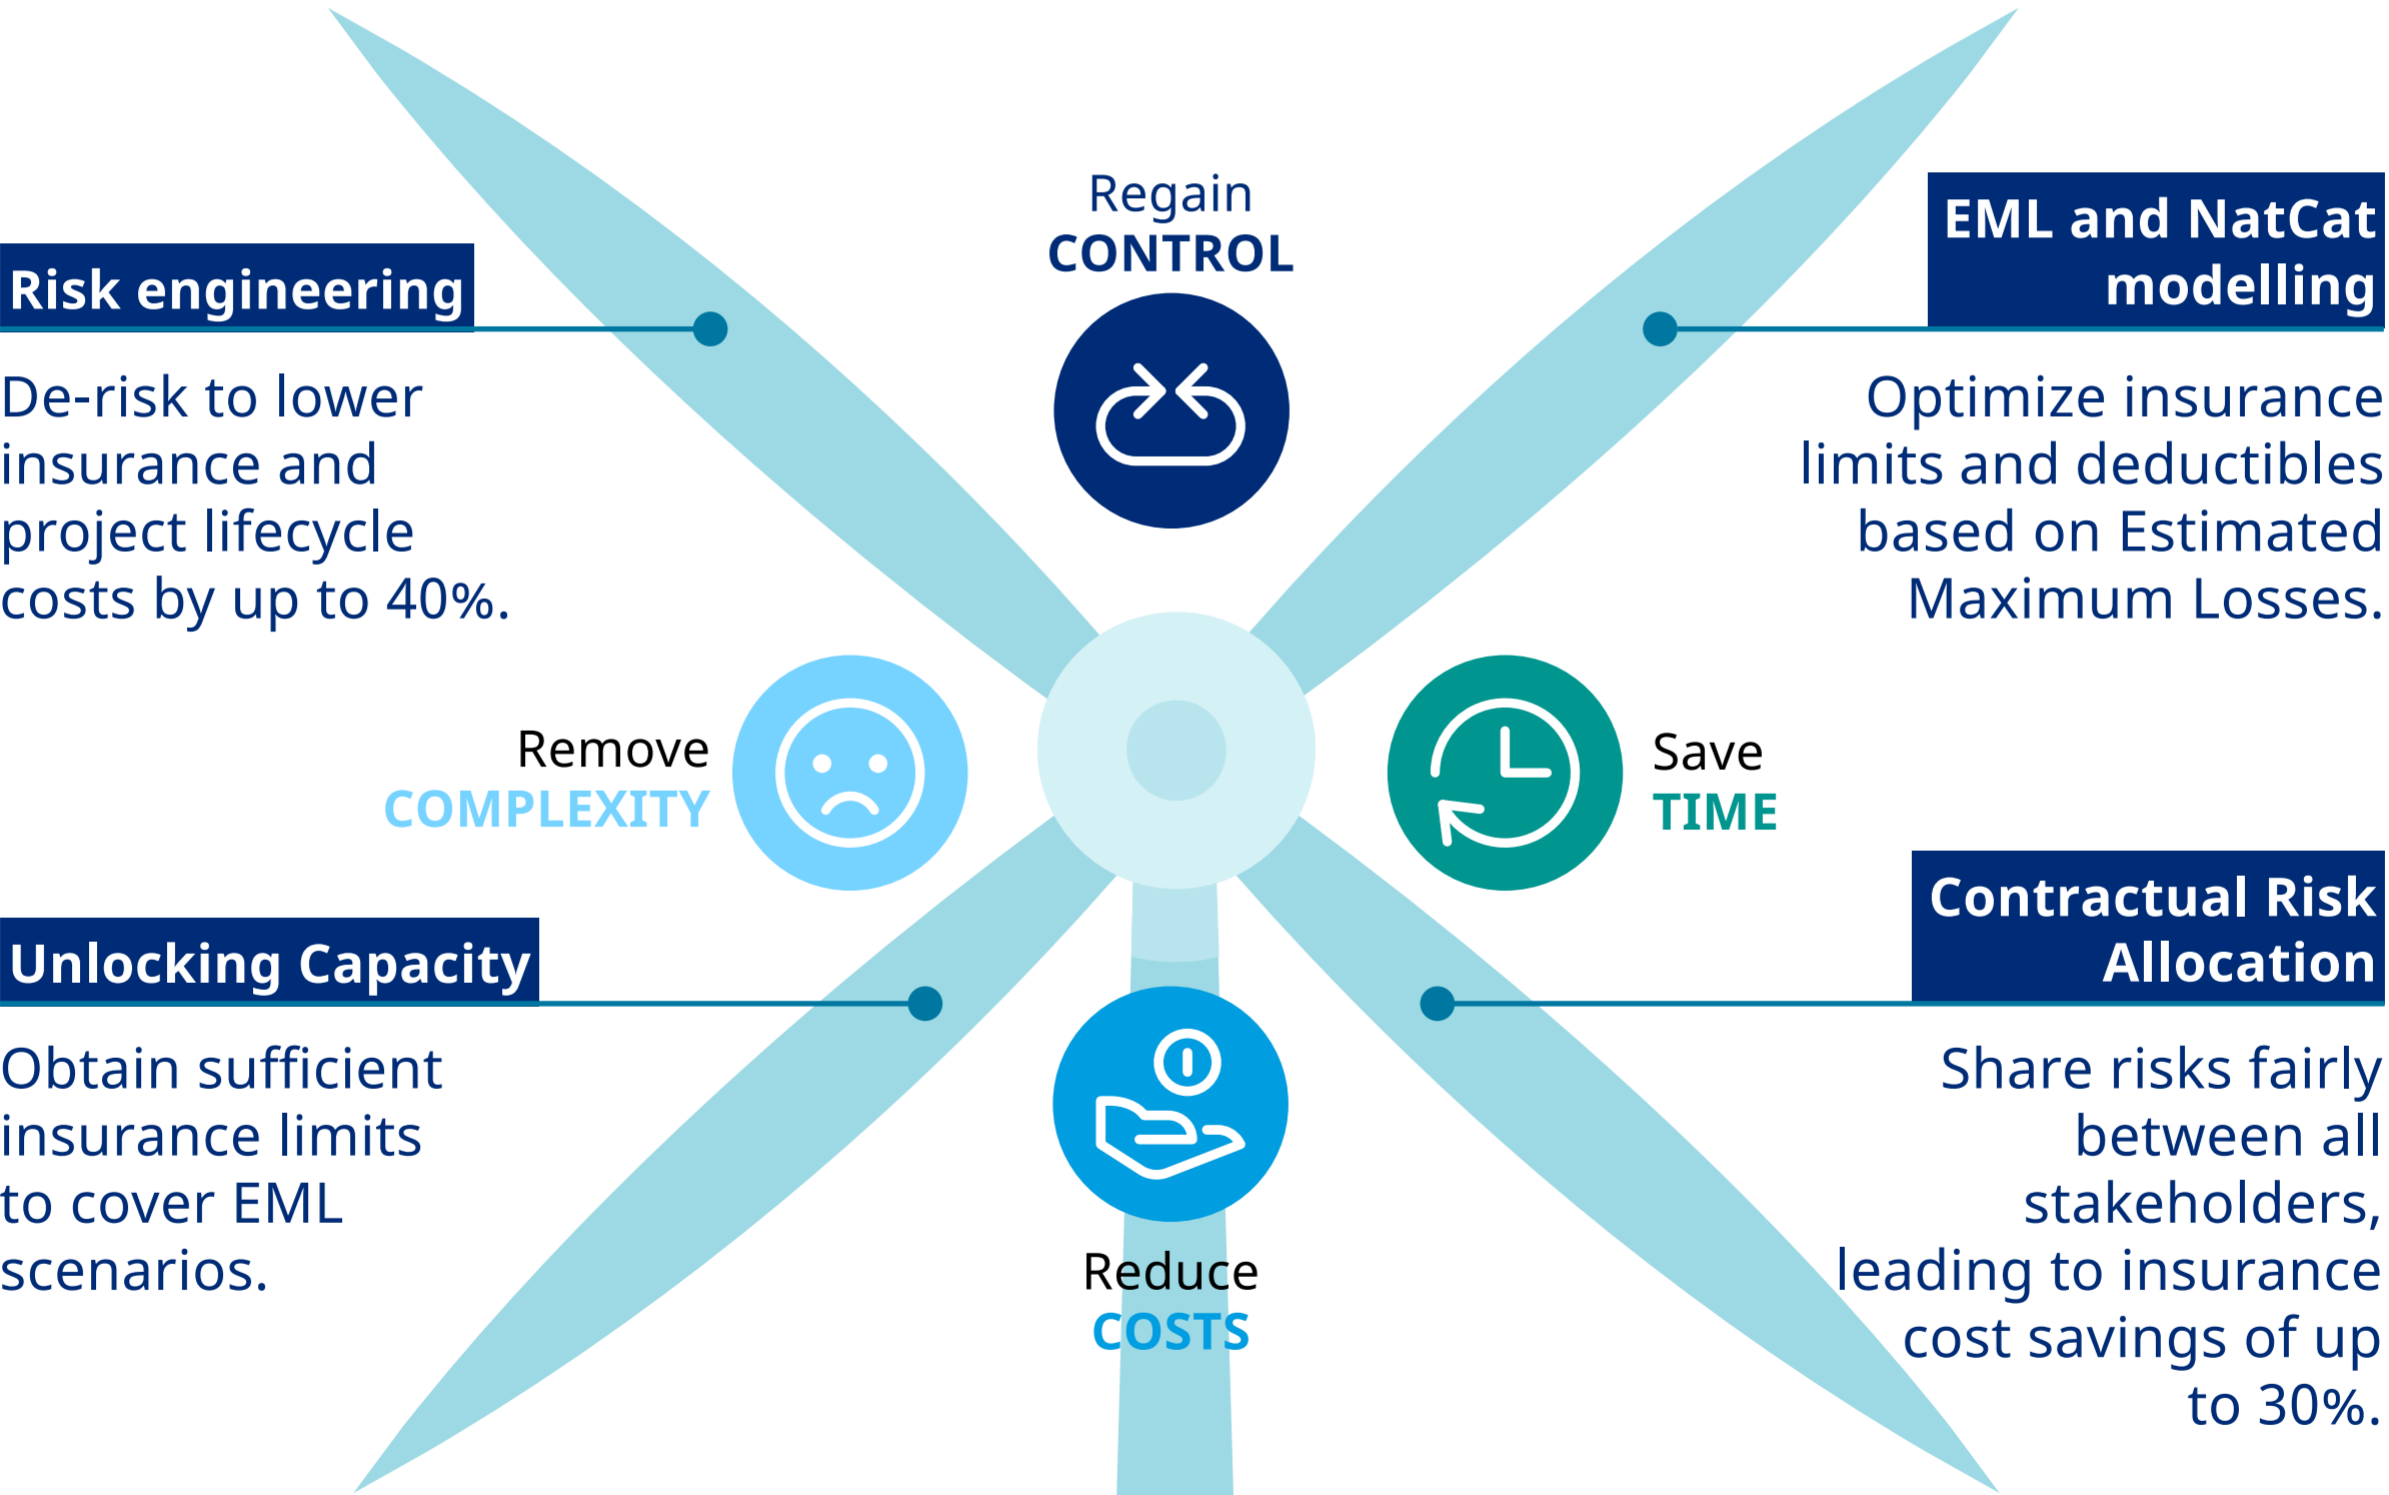 Regain
CONTROL
Risk engineering
De-risk to lower
insurance and
project lifecycle
costs by up to 40%.
EML and NatCat
modelling
Optimize insurance
limits and deductibles
based on Estimated
Maximum Losses.
Remove
COMPLEXITY
Save
TIME
Unlocking Capacity
Obtain sufficient
insurance limits
to cover EML
scenarios.
Contractual Risk
Allocation
Share risks fairly
between all
stakeholders,
leading to insurance
cost savings of up
to 30%.
Reduce
COSTS